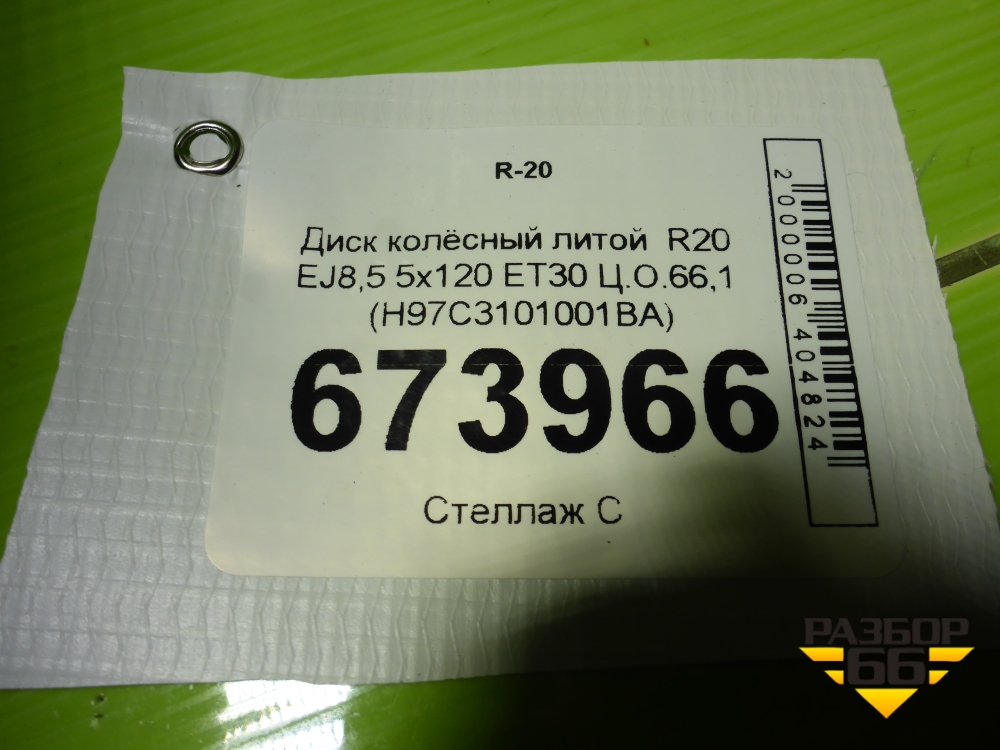 R-20
Диск колёсный литой R20
EJ8,5 5x120 ET30 Ц.О.66,1
(H97C3101001BA)
673966
Стеллаж С
2000006404824
РАЗБОР
66